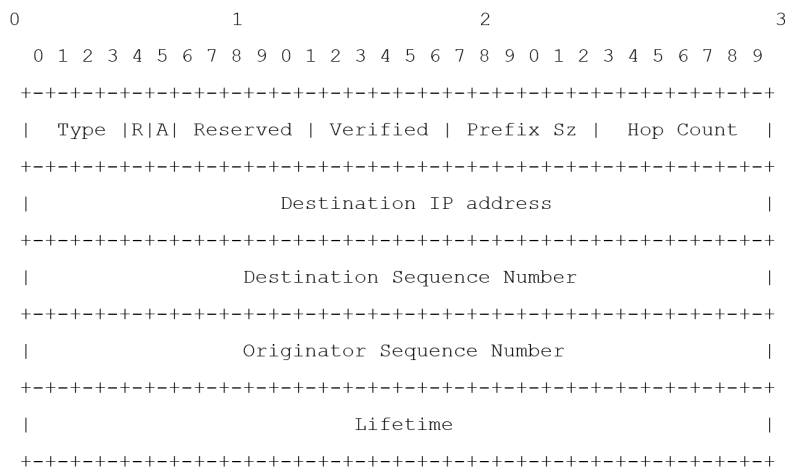 0 1 2 3
0 1 2 3 4 5 6 7 8 9 0 1 2 3 4 5 6 7 8 9 0 1 2 3 4 5 6 7 8 9
+-+-+-+-+-+-+-+-+-+-+-+-+-+-+-+-+-+-+-+-+-+-+-+-+-+-+-+-+-+-+
| Type |R|A| Reserved | Verified | Prefix Sz | Hop Count |
+-+-+-+-+-+-+-+-+-+-+-+-+-+-+-+-+-+-+-+-+-+-+-+-+-+-+-+-+-+-+
| Destination IP address |
+-+-+-+-+-+-+-+-+-+-+-+-+-+-+-+-+-+-+-+-+-+-+-+-+-+-+-+-+-+-+
| Destination Sequence Number |
+-+-+-+-+-+-+-+-+-+-+-+-+-+-+-+-+-+-+-+-+-+-+-+-+-+-+-+-+-+-+
| Originator Sequence Number |
+-+-+-+-+-+-+-+-+-+-+-+-+-+-+-+-+-+-+-+-+-+-+-+-+-+-+-+-+-+-+
| Lifetime |
+-+-+-+-+-+-+-+-+-+-+-+-+-+-+-+-+-+-+-+-+-+-+-+-+-+-+-+-+-+-+